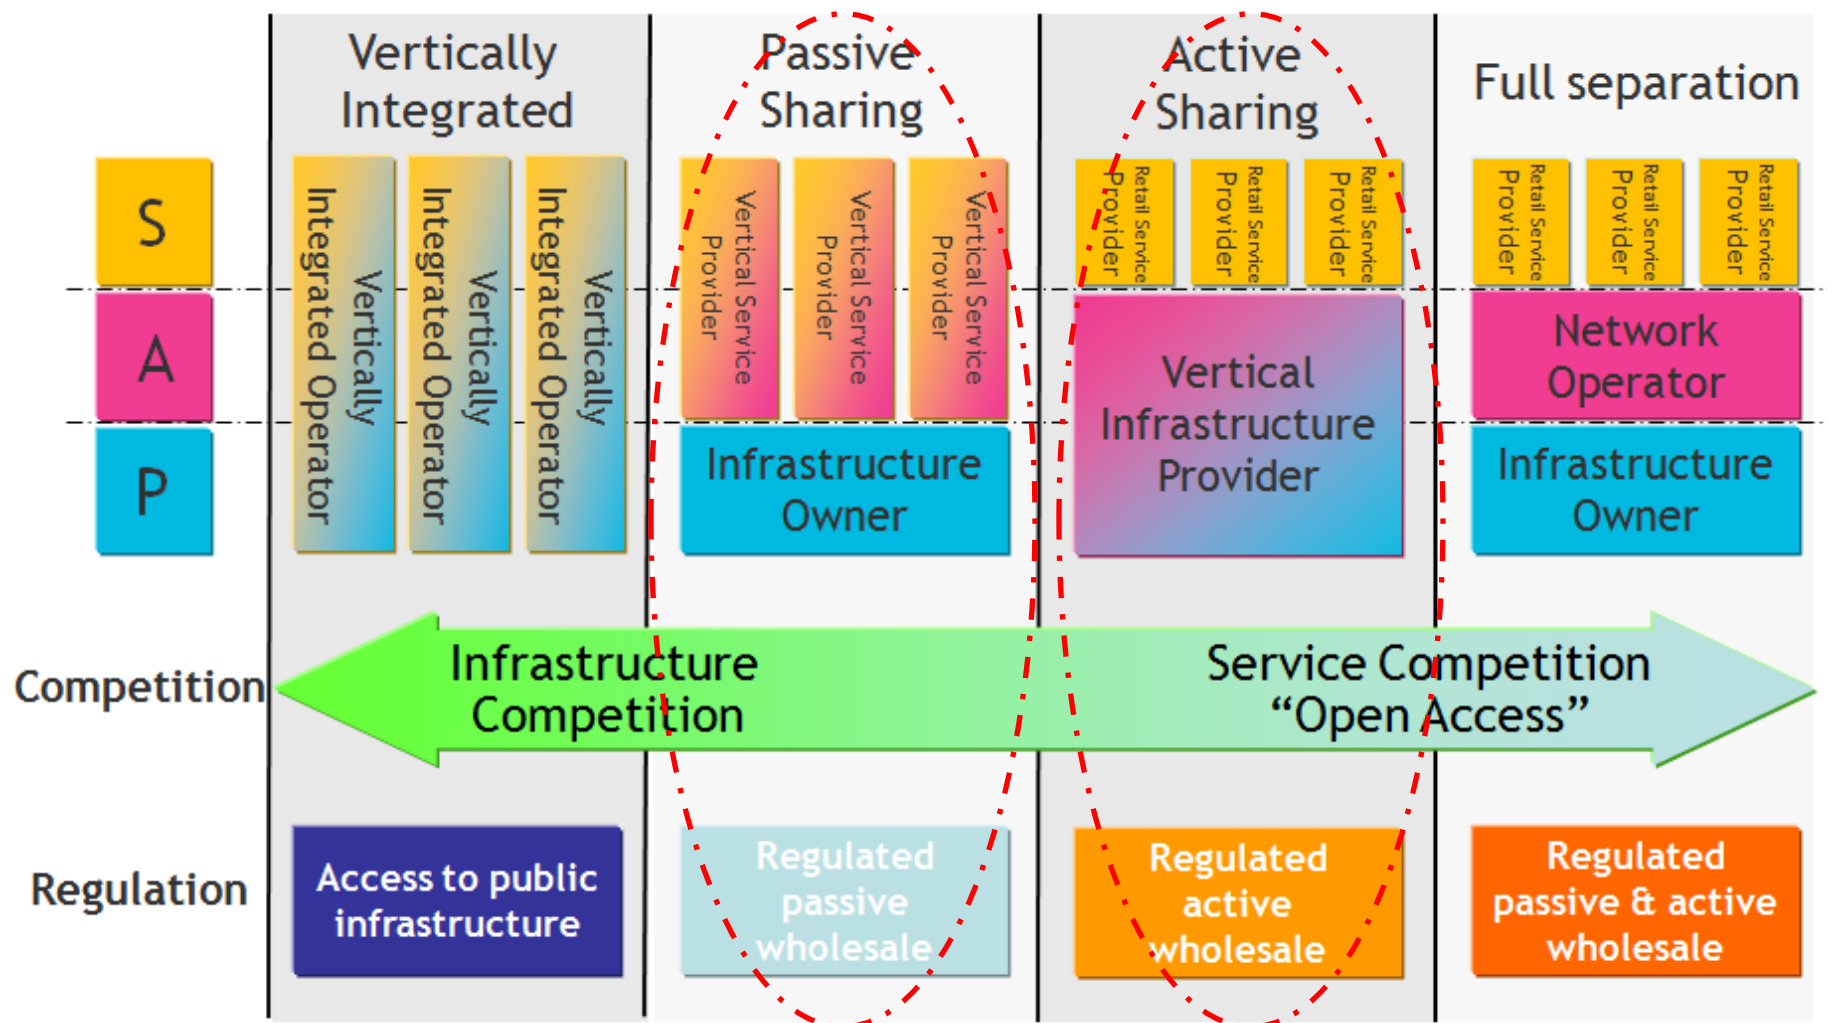 Vertically
Integrated
Passive
Sharing
Active
Sharing
Full separation
S
A
P
Vertically
Integrated Operator
Vertically
Integrated Operator
Vertically
Integrated Operator
Vertical Service
Provider
Vertical Service
Provider
Vertical Service
Provider
Infrastructure
Owner
Retail Service
Provider
Retail Service
Provider
Retail Service
Provider
Vertical
Infrastructure
Provider
Retail Service
Provider
Retail Service
Provider
Retail Service
Provider
Network
Operator
Infrastructure
Owner
Competition
Infrastructure
Competition
Service Competition
“Open Access”
Regulation
Access to public
infrastructure
Regulated
passive
wholesale
Regulated
active
wholesale
Regulated
passive & active
wholesale